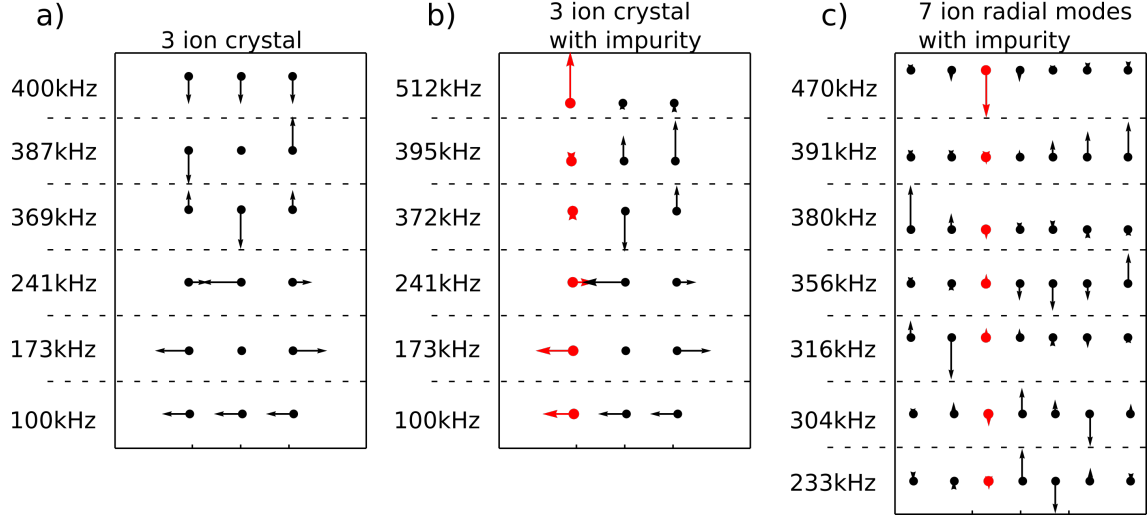 a)
3 ion crystal
400kHz
387kHz
369kHz
241kHz
173kHz
100kHz
b)
3 ion crystal
with impurity
512kHz
395kHz
372kHz
241kHz
173kHz
100kHz
c)
7 ion radial modes
with impurity
470kHz
391kHz
380kHz
356kHz
316kHz
304kHz
233kHz